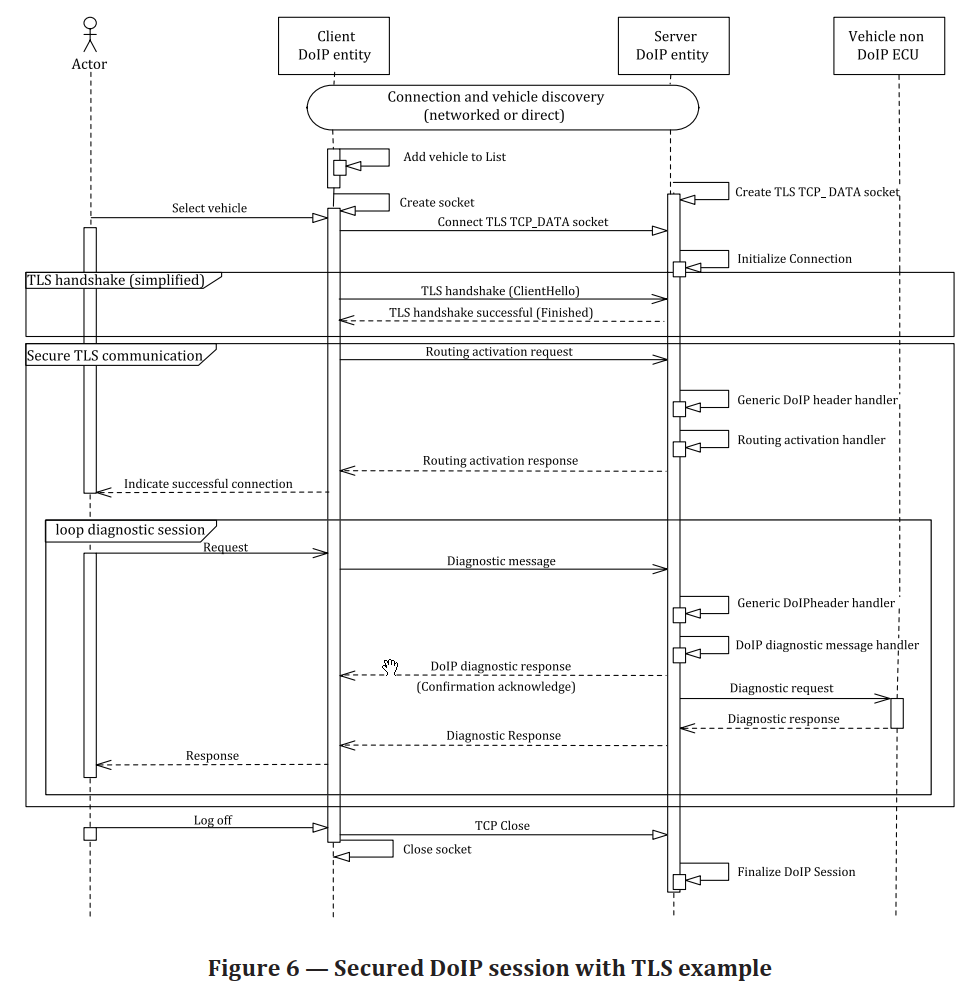 Actor
Client
DoIP entity
Server
DoIP entity
Vehicle non
DoIP ECU
Connection and vehicle discovery
(networked or direct)
Add vehicle to List
Create TLS TCP_DATA socket
Create socket
Select vehicle
Connect TLS TCP_DATA socket
Initialize Connection
TLS handshake (simplified)
TLS handshake (ClientHello)
TLS handshake successful (Finished)
Secure TLS communication
Routing activation request
Generic DoIP header handler
Routing activation handler
Routing activation response
Indicate successful connection
loop diagnostic session
Request
Diagnostic message
Generic DoIPheader handler
DoIP diagnostic message handler
DoIP diagnostic response
(Confirmation acknowledge)
Diagnostic request
Diagnostic response
Diagnostic Response
Response
Log off
TCP Close
Close socket
Finalize DoIP Session
Figure 6 — Secured DoIP session with TLS example